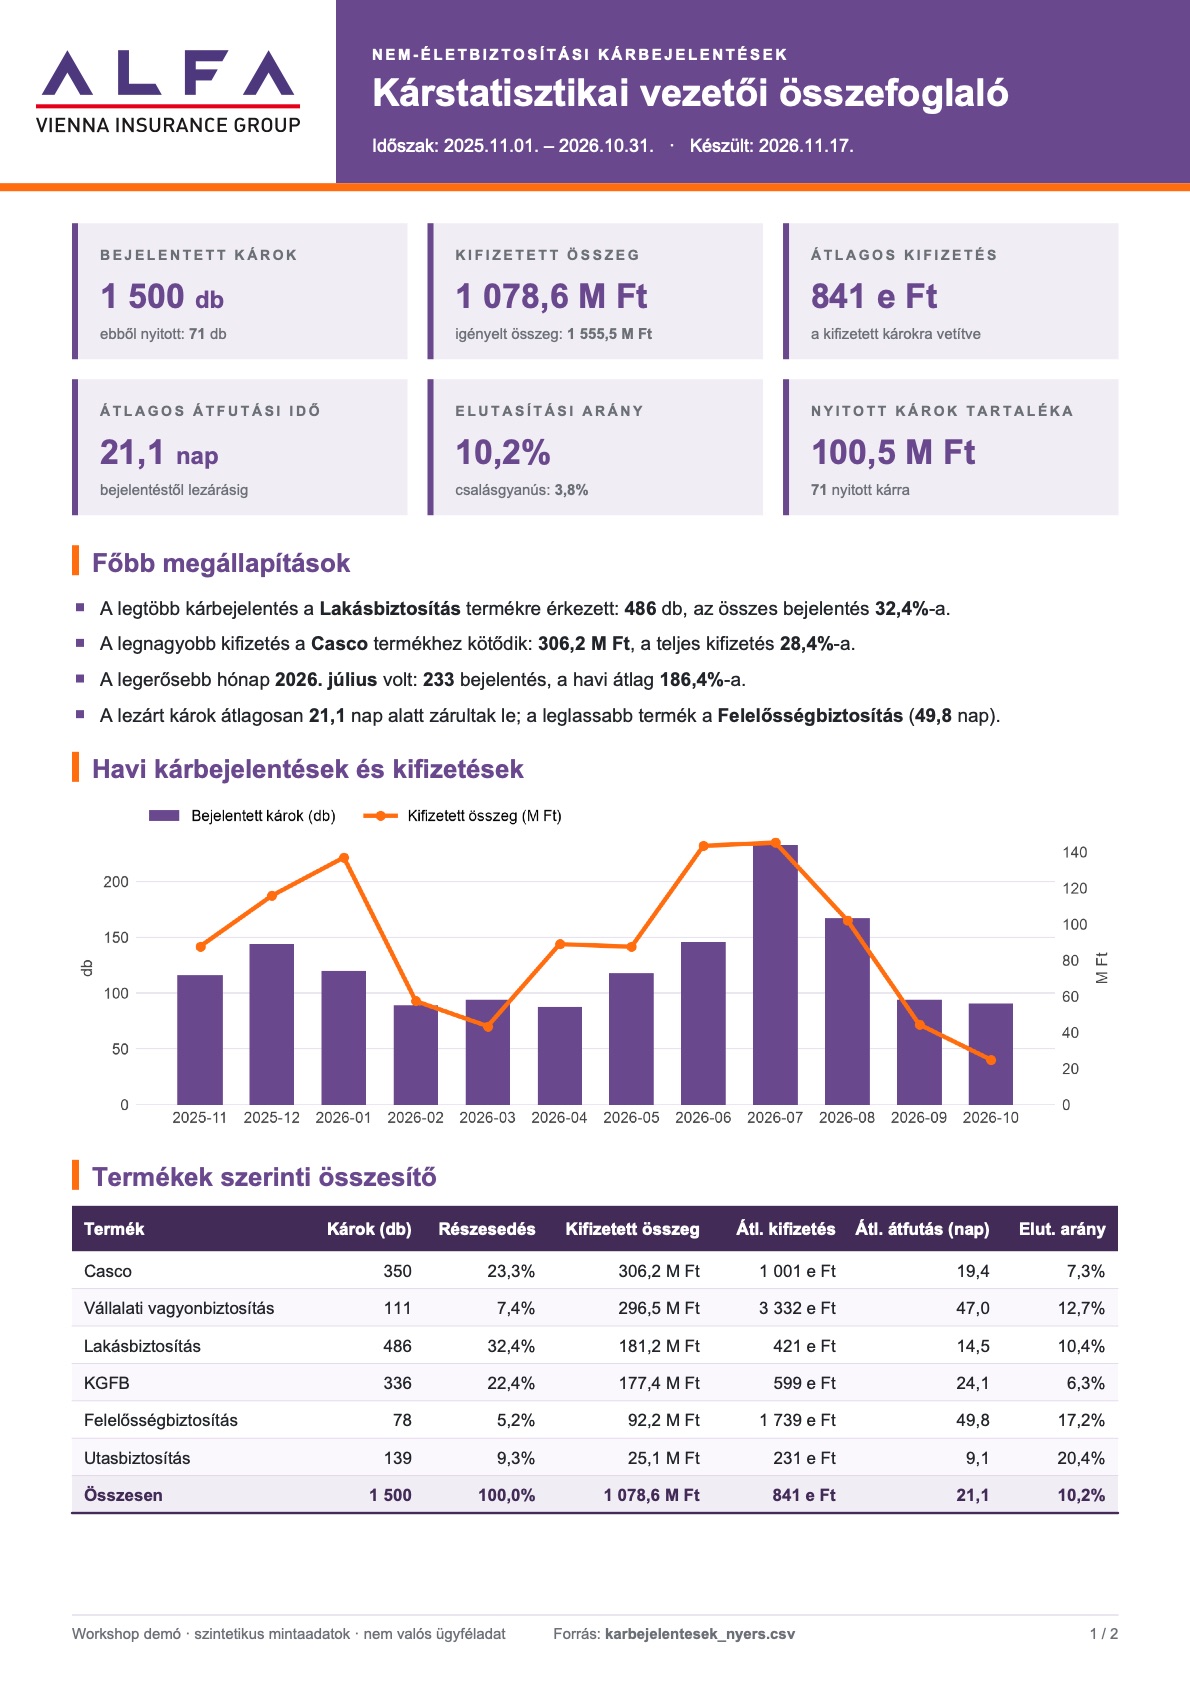 ALFA
VIENNA INSURANCE GROUP
NEM-ÉLETBIZTOSÍTÁSI KÁRBEJELENTÉSEK
Kárstatisztikai vezetői összefoglaló
Időszak: 2025.11.01. – 2026.10.31. · Készült: 2026.11.17.
BEJELENTETT KÁROK
1 500 db
ebből nyitott: 71 db
KIFIZETETT ÖSSZEG
1 078,6 M Ft
igényelt összeg: 1 555,5 M Ft
ÁTLAGOS KIFIZETÉS
841 e Ft
a kifizetett károkra vetítve
ÁTLAGOS ÁTFUTÁSI IDŐ
21,1 nap
bejelentéstől lezárásig
ELUTASÍTÁSI ARÁNY
10,2%
csalásgyanús: 3,8%
NYITOTT KÁROK TARTALÉKA
100,5 M Ft
71 nyitott kárra
Főbb megállapítások
A legtöbb kárbejelentés a Lakásbiztosítás termékre érkezett: 486 db, az összes bejelentés 32,4%-a.
A legnagyobb kifizetés a Casco termékhez kötődik: 306,2 M Ft, a teljes kifizetés 28,4%-a.
A legerősebb hónap 2026. július volt: 233 bejelentés, a havi átlag 186,4%-a.
A lezárt károk átlagosan 21,1 nap alatt zárultak le; a leglassabb termék a Felelősségbiztosítás (49,8 nap).
Havi kárbejelentések és kifizetések
Bejelentett károk (db) Kifizetett összeg (M Ft)
db
200
150
100
50
0
140
120
100
80
60
40
20
0
M Ft
2025-11 2025-12 2026-01 2026-02 2026-03 2026-04 2026-05 2026-06 2026-07 2026-08 2026-09 2026-10
Termékek szerinti összesítő
Termék Károk (db) Részesedés Kifizetett összeg Átl. kifizetés Átl. átfutás (nap) Elut. arány
Casco 350 23,3% 306,2 M Ft 1 001 e Ft 19,4 7,3%
Vállalati vagyonbiztosítás 111 7,4% 296,5 M Ft 3 332 e Ft 47,0 12,7%
Lakásbiztosítás 486 32,4% 181,2 M Ft 421 e Ft 14,5 10,4%
KGFB 336 22,4% 177,4 M Ft 599 e Ft 24,1 6,3%
Felelősségbiztosítás 78 5,2% 92,2 M Ft 1 739 e Ft 49,8 17,2%
Utasbiztosítás 139 9,3% 25,1 M Ft 231 e Ft 9,1 20,4%
Összesen 1 500 100,0% 1 078,6 M Ft 841 e Ft 21,1 10,2%
Workshop demó · szintetikus mintaadatok · nem valós ügyféladat Forrás: karbejelentesek_nyers.csv 1 / 2